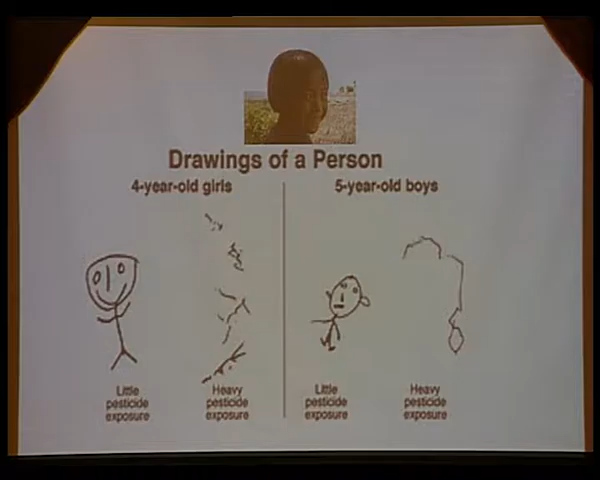 Drawings of a Person
4-year-old girls
5-year-old boys
Little
pesticide
exposure
Heavy
pesticide
exposure
Little
pesticide
exposure
Heavy
pesticide
exposure